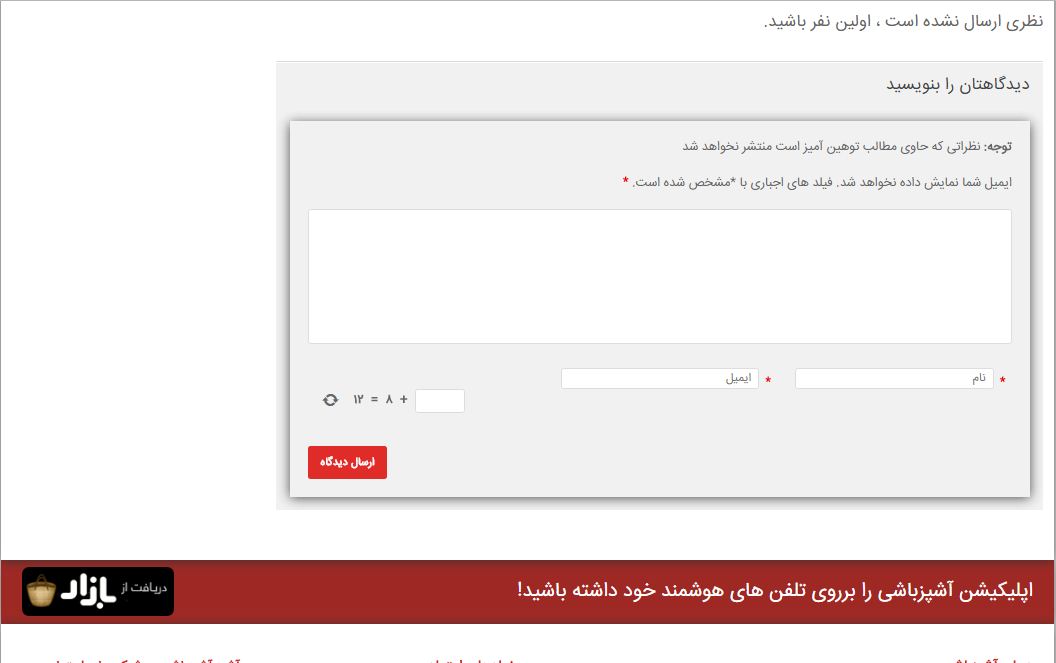 نظری ارسال نشده است ، اولین نفر باشید.
دیدگاهتان را بنویسید
توجه: نظراتی که حاوی مطالب توهین آمیز است منتشر نخواهد شد
ایمیل شما نمایش داده نخواهد شد. فیلد های اجباری با *مشخص شده است. *
* نام * ایمیل
+ ۸ = ۱۲
ارسال دیدگاه
اپلیکیشن آشپزباشی را برروی تلفن های هوشمند خود داشته باشید!
دریافت از بازار